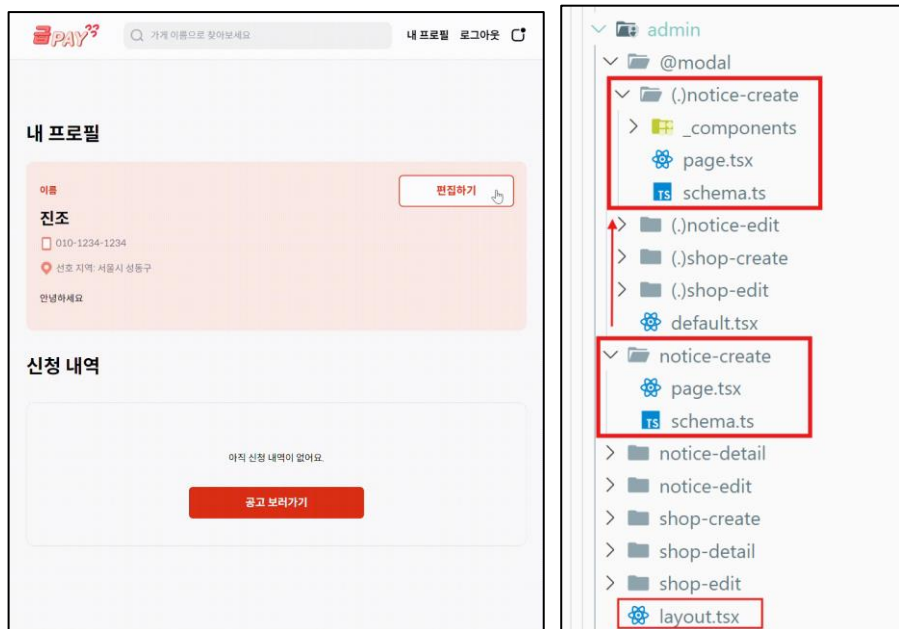 글PAY
가게 이름으로 찾아보세요
내 프로필 로그아웃
내 프로필
이름
편집하기
진조
010-1234-1234
선호 지역: 서울시 성동구
안녕하세요
신청 내역
아직 신청 내역이 없어요.
공고 보러가기
admin
@modal
(.)notice-create
_components
page.tsx
TS schema.ts
(.)notice-edit
(.)shop-create
(.)shop-edit
default.tsx
notice-create
page.tsx
TS schema.ts
notice-detail
notice-edit
shop-create
shop-detail
shop-edit
layout.tsx